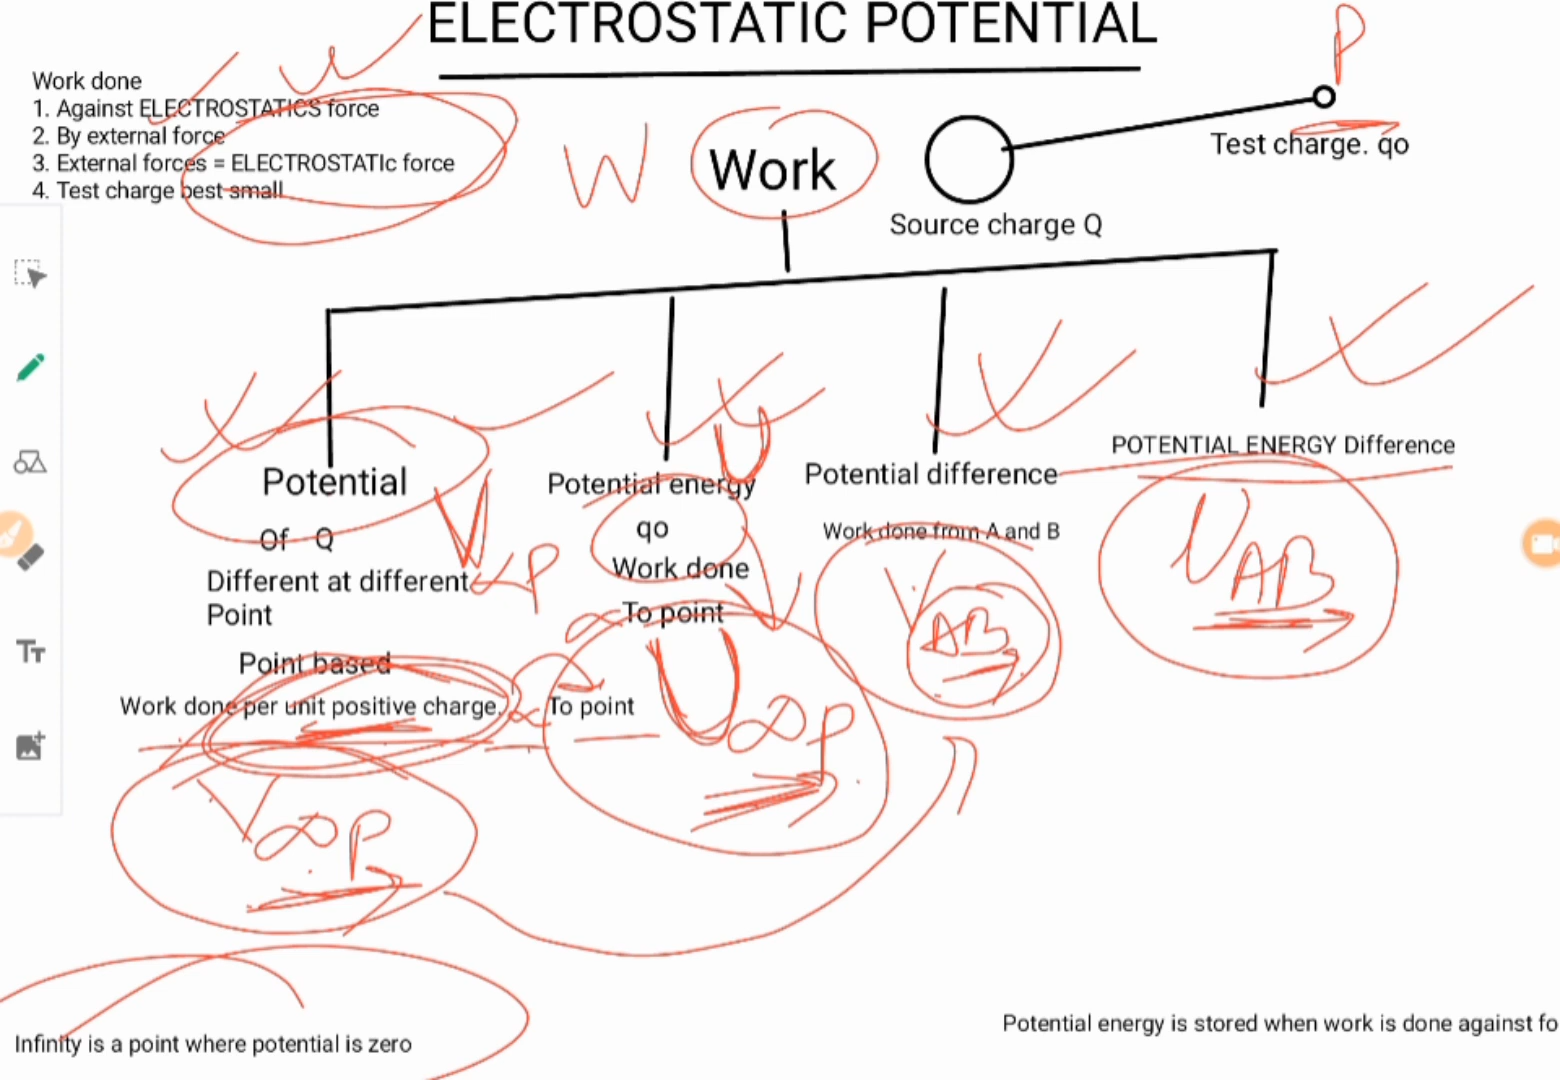 ELECTROSTATIC POTENTIAL
Work done
1. Against ELECTROSTATICS force
2. By external force
3. External forces = ELECTROSTATIc force
4. Test charge best small
W
Work
P
Test charge. qo
Source charge Q
Potential
Of Q
Different at different
Point
V
∝P
Point based
Work done per unit positive charge. ∝ To point
V∞P
U
Potential energy
qo
Work done
∝ To point
U∞P
Potential difference
Work done from A and B
VAB
POTENTIAL ENERGY Difference
UAB
Infinity is a point where potential is zero
Potential energy is stored when work is done against fo